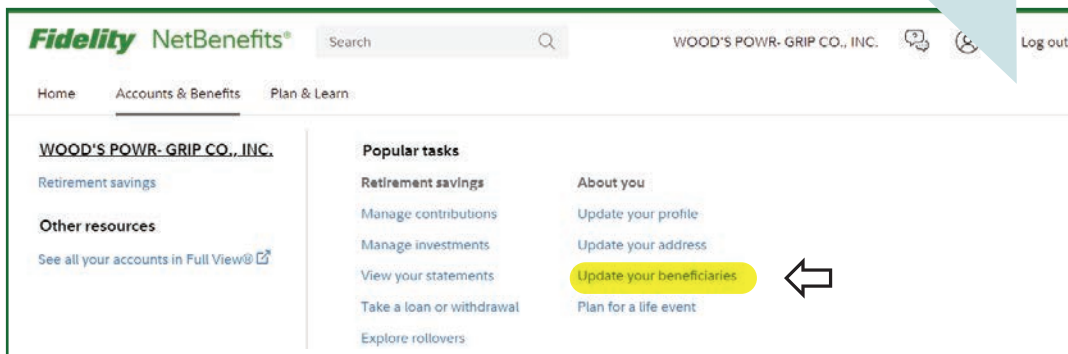 Fidelity NetBenefits® Search WOOD'S POWR- GRIP CO., INC. Log out
Home Accounts & Benefits Plan & Learn
WOOD'S POWR- GRIP CO., INC.
Retirement savings
Other resources
See all your accounts in Full View®
Popular tasks
Retirement savings
Manage contributions
Manage investments
View your statements
Take a loan or withdrawal
Explore rollovers
About you
Update your profile
Update your address
Update your beneficiaries
Plan for a life event